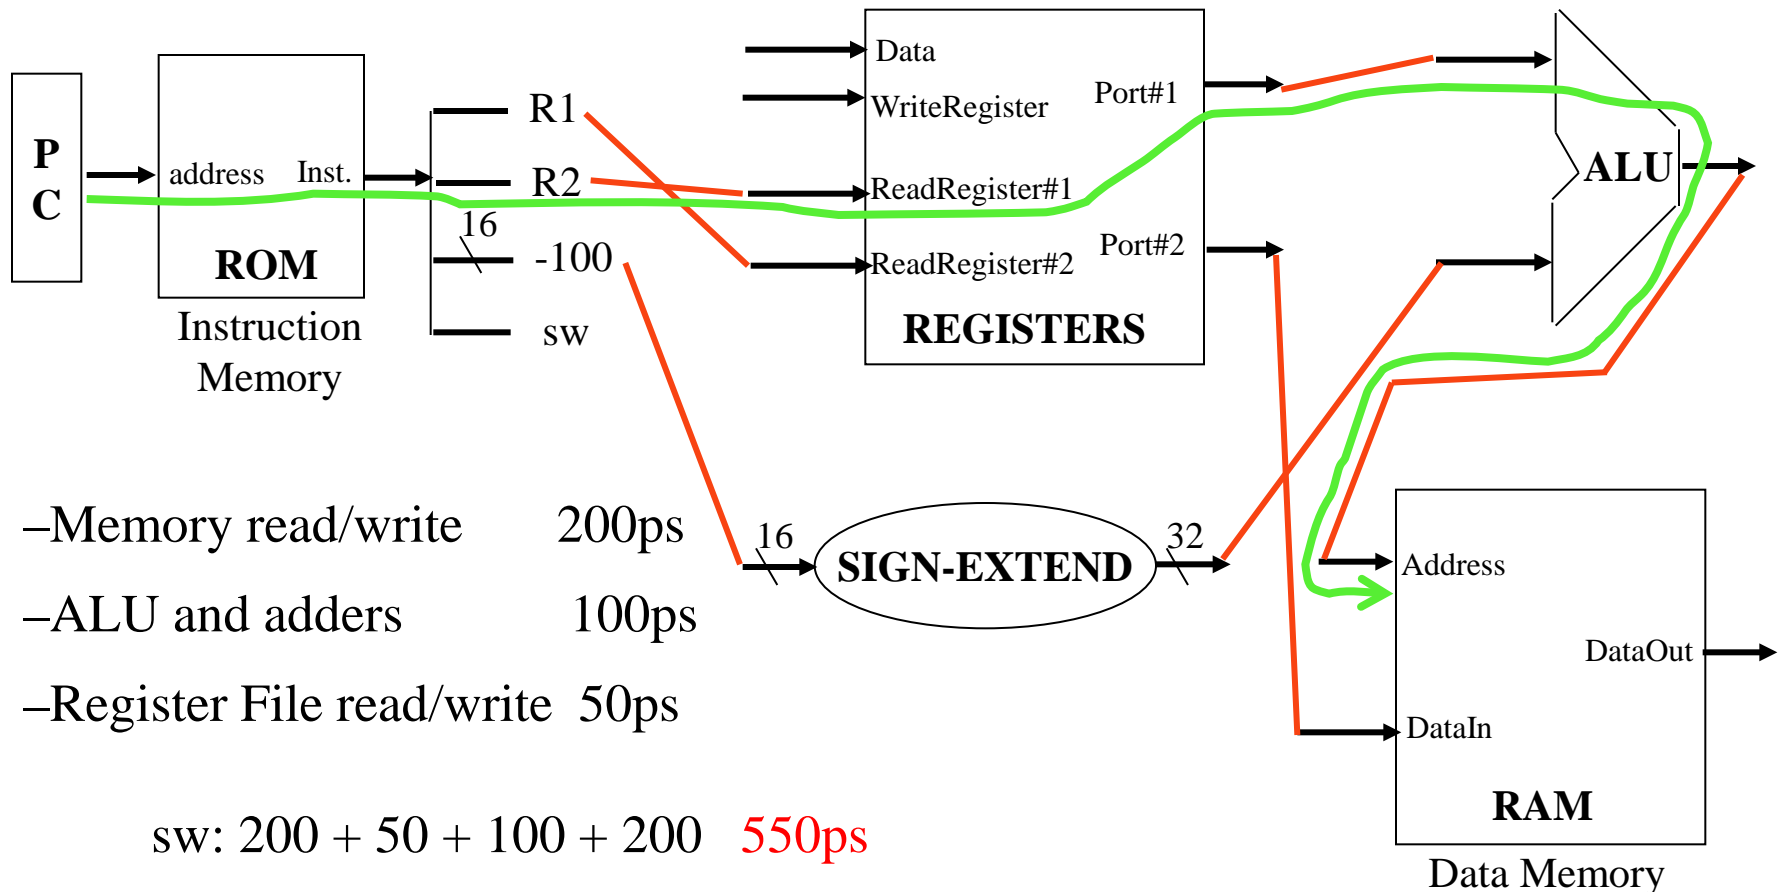 PC
address Inst.
ROM
Instruction
Memory
R1
R2
16
-100
sw
Data
WriteRegister
Port#1
ReadRegister#1
Port#2
ReadRegister#2
REGISTERS
ALU
16
SIGN-EXTEND
32
Address
DataOut
DataIn
RAM
Data Memory
–Memory read/write 200ps
–ALU and adders 100ps
–Register File read/write 50ps
sw: 200 + 50 + 100 + 200 550ps